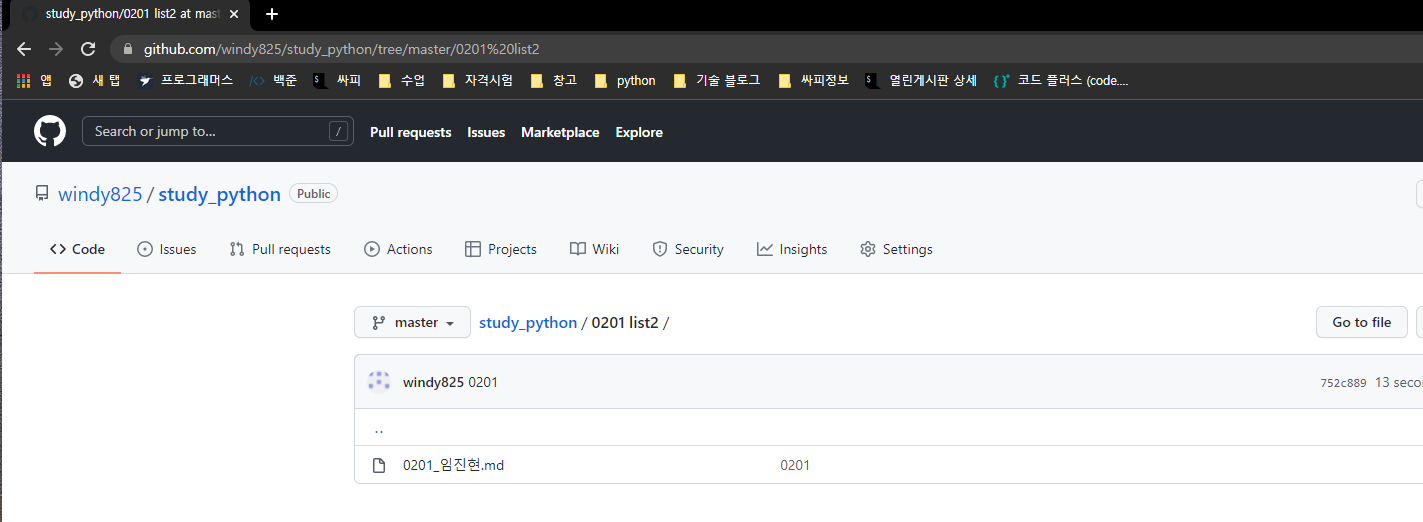 study_python/0201 list2 at mast
github.com/windy825/study_python/tree/master/0201%20list2
앱 새 탭 프로그래머스 백준 싸피 수업 자격시험 창고 python 기술 블로그 싸피정보 열린게시판 상세 코드 플러스 (code....
Search or jump to... / Pull requests Issues Marketplace Explore
windy825 / study_python Public
Code Issues Pull requests Actions Projects Wiki Security Insights Settings
master study_python / 0201 list2 / Go to file
windy825 0201 752c889 13 secon
..
0201_임진현.md 0201